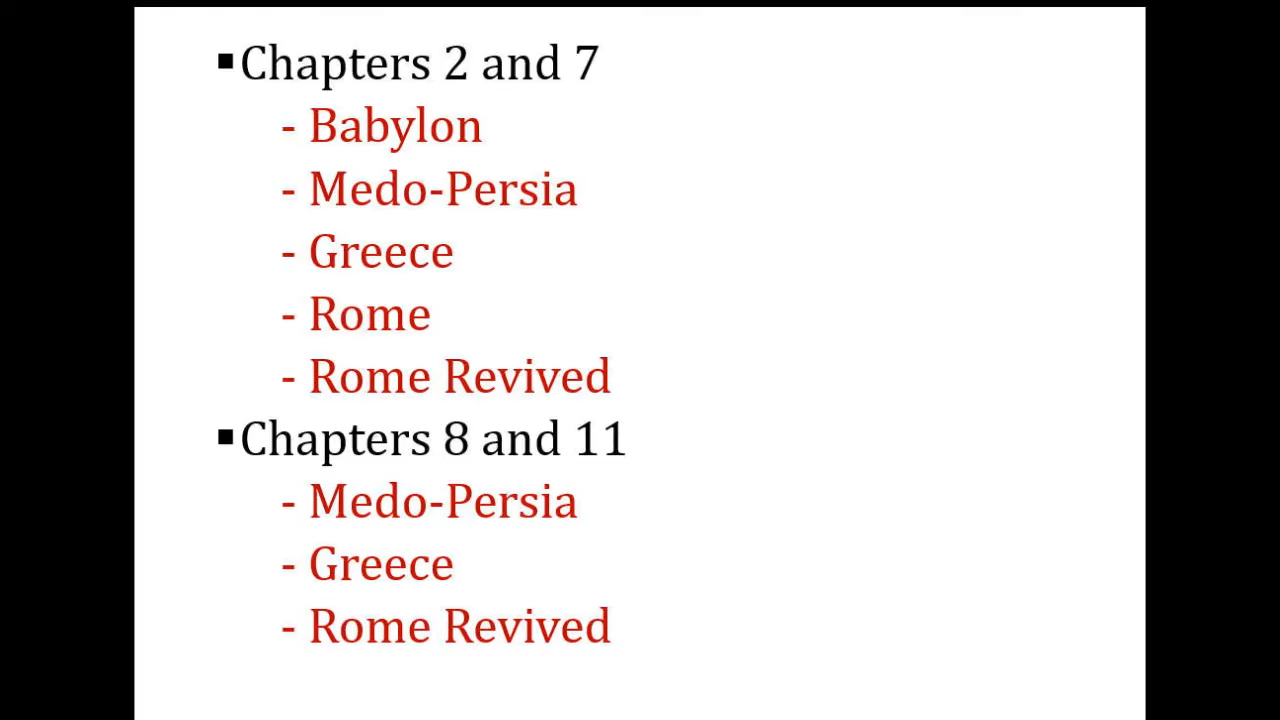 ▪Chapters 2 and 7
- Babylon
- Medo-Persia
- Greece
- Rome
- Rome Revived
▪Chapters 8 and 11
- Medo-Persia
- Greece
- Rome Revived